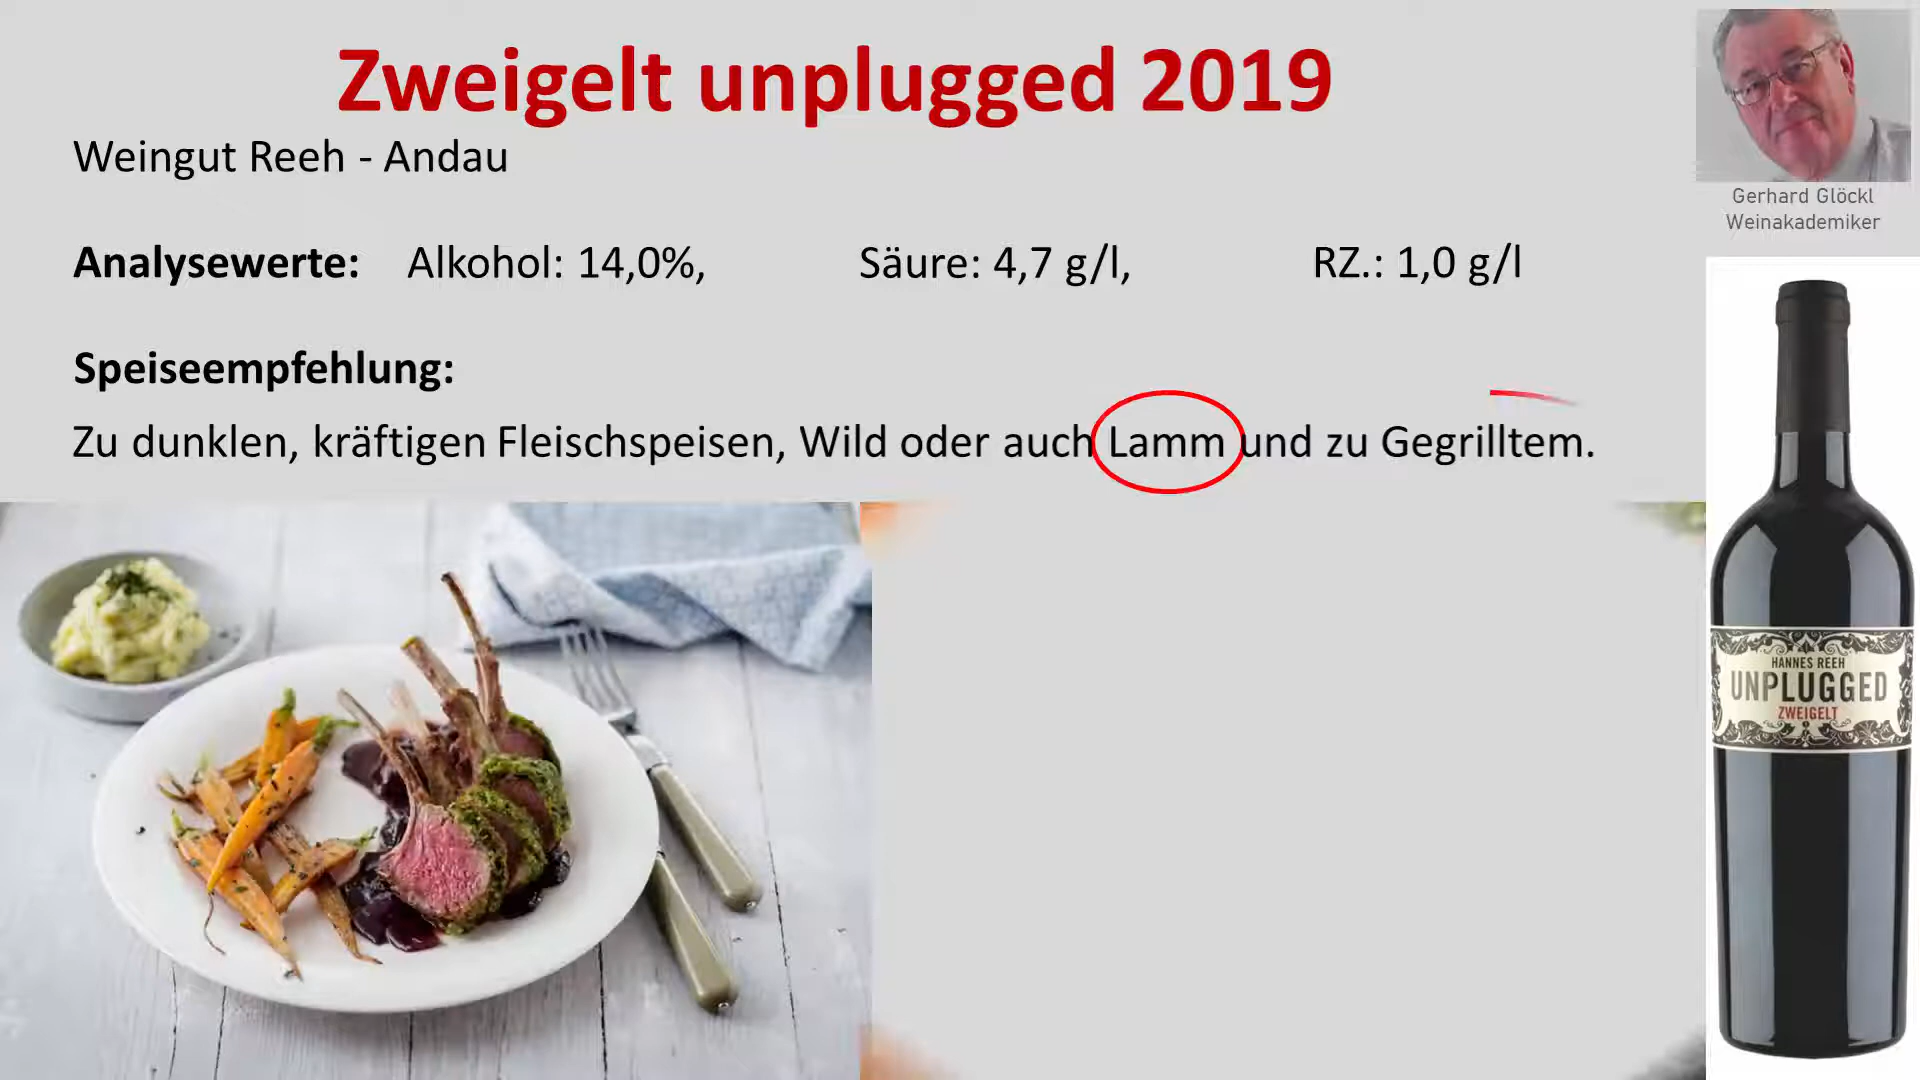 Zweigelt unplugged 2019
Weingut Reeh - Andau
Gerhard Glöckl
Weinakademiker
Analysewerte: Alkohol: 14,0%, Säure: 4,7 g/l, RZ.: 1,0 g/l
Speiseempfehlung:
Zu dunklen, kräftigen Fleischspeisen, Wild oder auch Lamm und zu Gegrilltem.
HANNES REEH
UNPLUGGED
ZWEIGELT